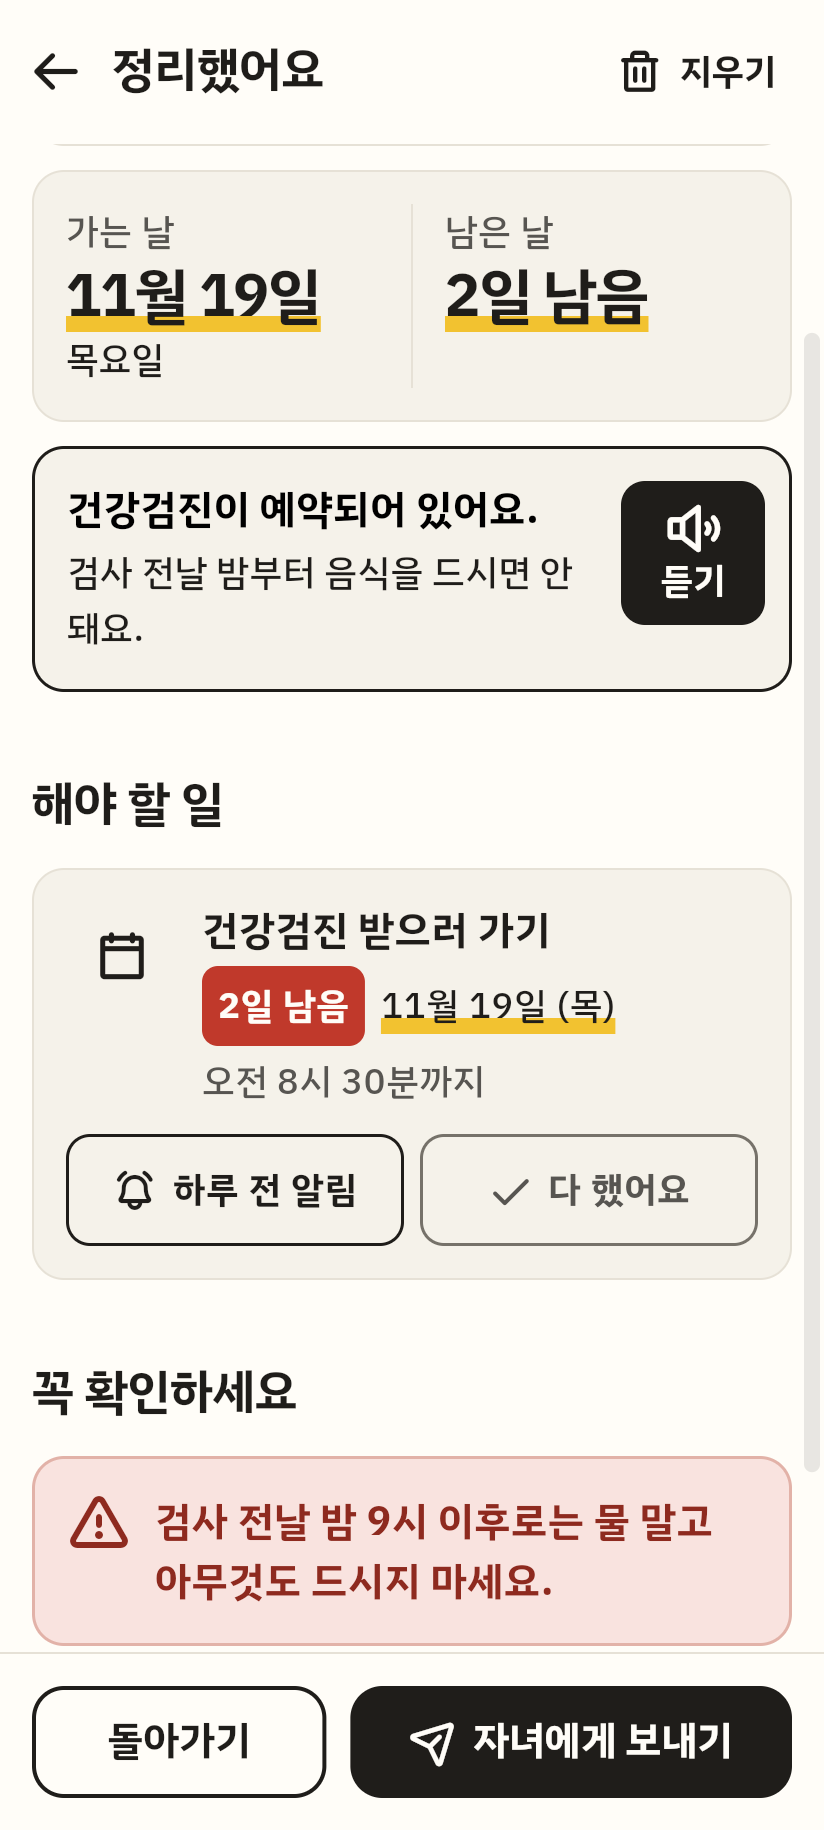 정리했어요
지우기
가는 날
11월 19일
목요일
남은 날
2일 남음
건강검진이 예약되어 있어요.
검사 전날 밤부터 음식을 드시면 안
돼요.
듣기
해야 할 일
건강검진 받으러 가기
2일 남음 11월 19일 (목)
오전 8시 30분까지
하루 전 알림
다 했어요
꼭 확인하세요
검사 전날 밤 9시 이후로는 물 말고
아무것도 드시지 마세요.
돌아가기
자녀에게 보내기